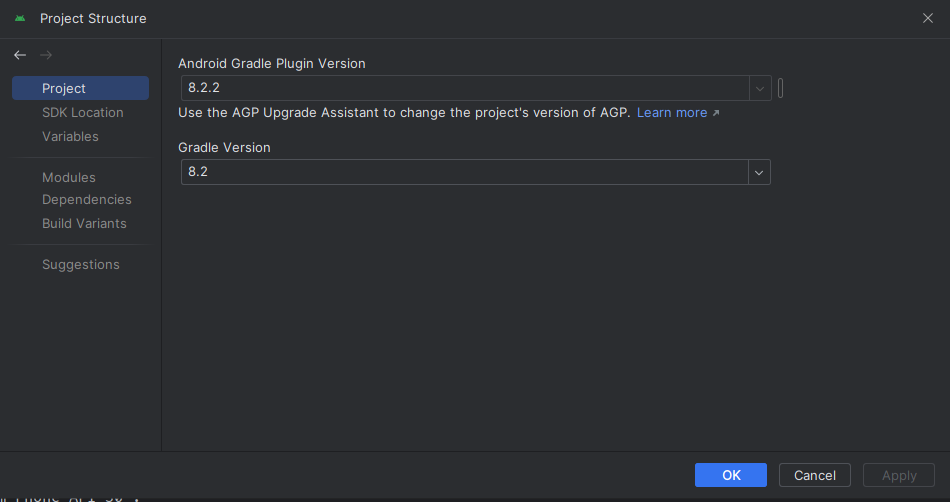 Project Structure
Project
SDK Location
Variables
Modules
Dependencies
Build Variants
Suggestions
Android Gradle Plugin Version
8.2.2
Use the AGP Upgrade Assistant to change the project's version of AGP. Learn more ↗
Gradle Version
8.2
OK
Cancel
Apply